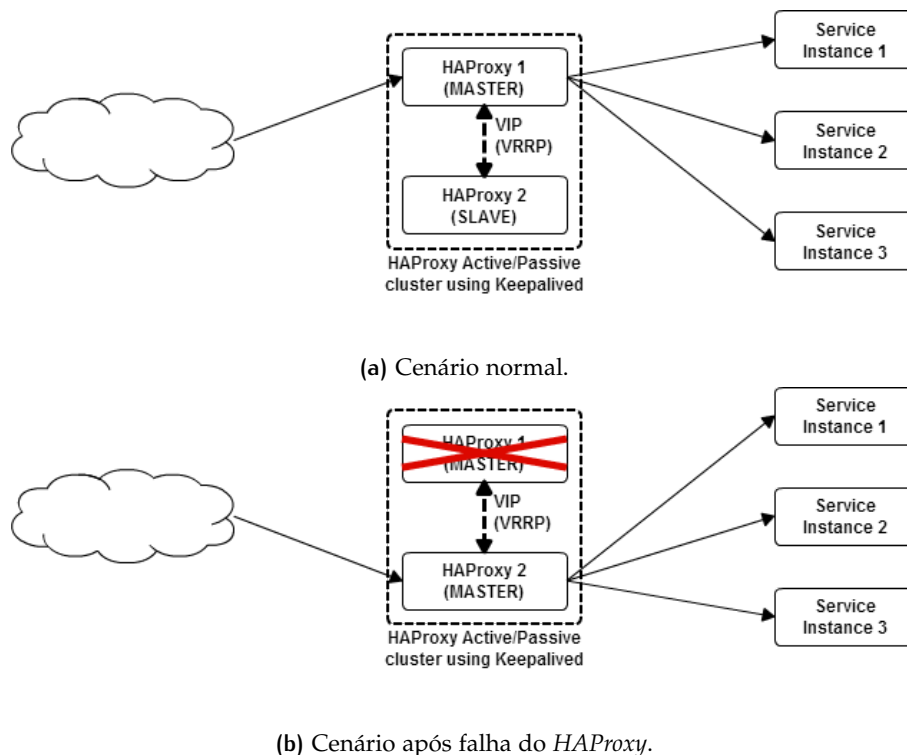 Service
Instance 1
HAProxy 1
(MASTER)
VIP
(VRRP)
Service
Instance 2
HAProxy 2
(SLAVE)
Service
Instance 3
HAProxy Active/Passive
cluster using Keepalived
(a) Cenário normal.
Service
Instance 1
HAProxy 1
(MASTER)
VIP
(VRRP)
Service
Instance 2
HAProxy 2
(MASTER)
Service
Instance 3
HAProxy Active/Passive
cluster using Keepalived
(b) Cenário após falha do HAProxy.